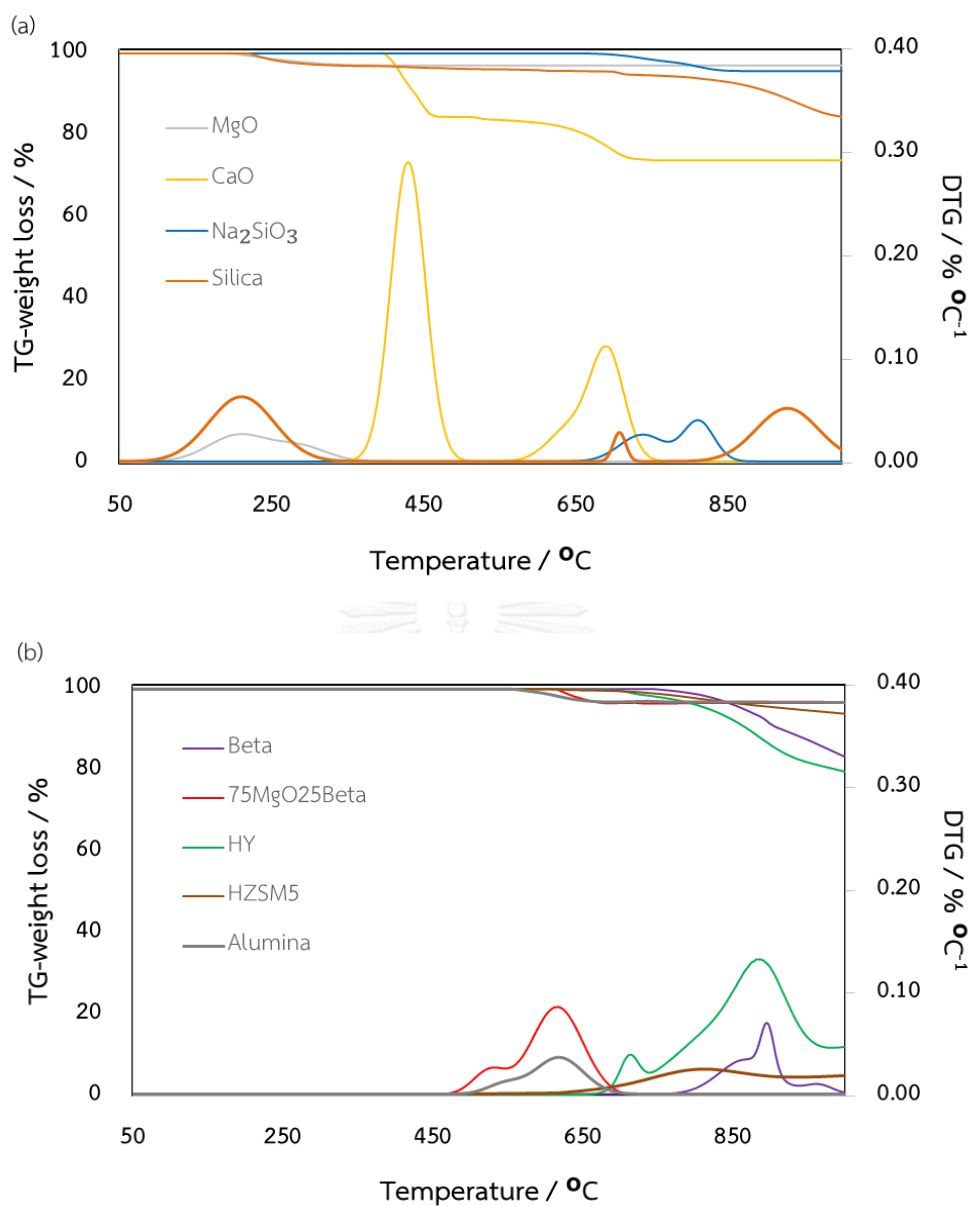 (a)
100
80
60
40
20
0
TG-weight loss / %
MgO
CaO
Na₂SiO₃
Silica
0.40
0.30
0.20
0.10
0.00
DTG / % ºC⁻¹
50 250 450 650 850
Temperature / ºC
(b)
100
80
60
40
20
0
TG-weight loss / %
Beta
75MgO25Beta
HY
HZSM5
Alumina
0.40
0.30
0.20
0.10
0.00
DTG / % ºC⁻¹
50 250 450 650 850
Temperature / ºC